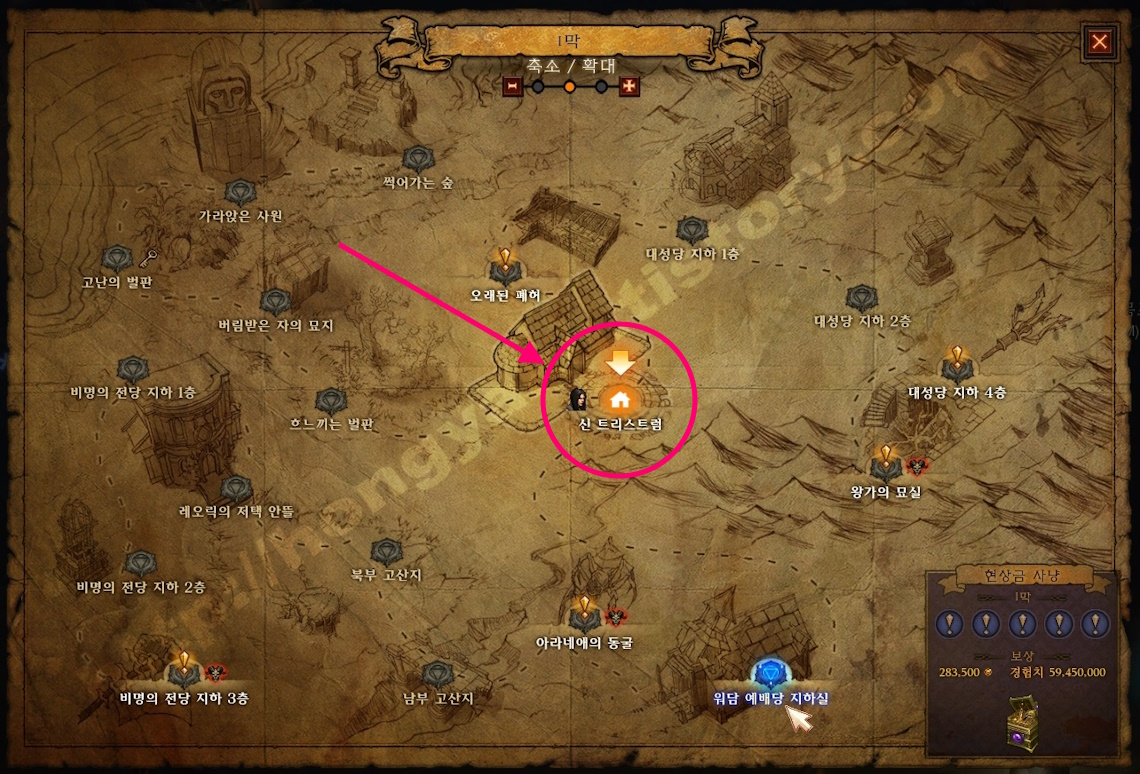 1막
축소 / 확대
썩어가는 숲
가라앉은 사원
대성당 지하 1층
고난의 벌판
오래된 폐허
버림받은 자의 묘지
대성당 지하 2층
비명의 전당 지하 1층
대성당 지하 4층
흐느끼는 벌판
신 트리스트럼
왕가의 묘실
레오릭의 저택 안뜰
북부 고산지
비명의 전당 지하 2층
아라네애의 동굴
비명의 전당 지하 3층
남부 고산지
워담 예배당 지하실
현상금 사냥
1막
보상
283,500 경험치 59,450,000